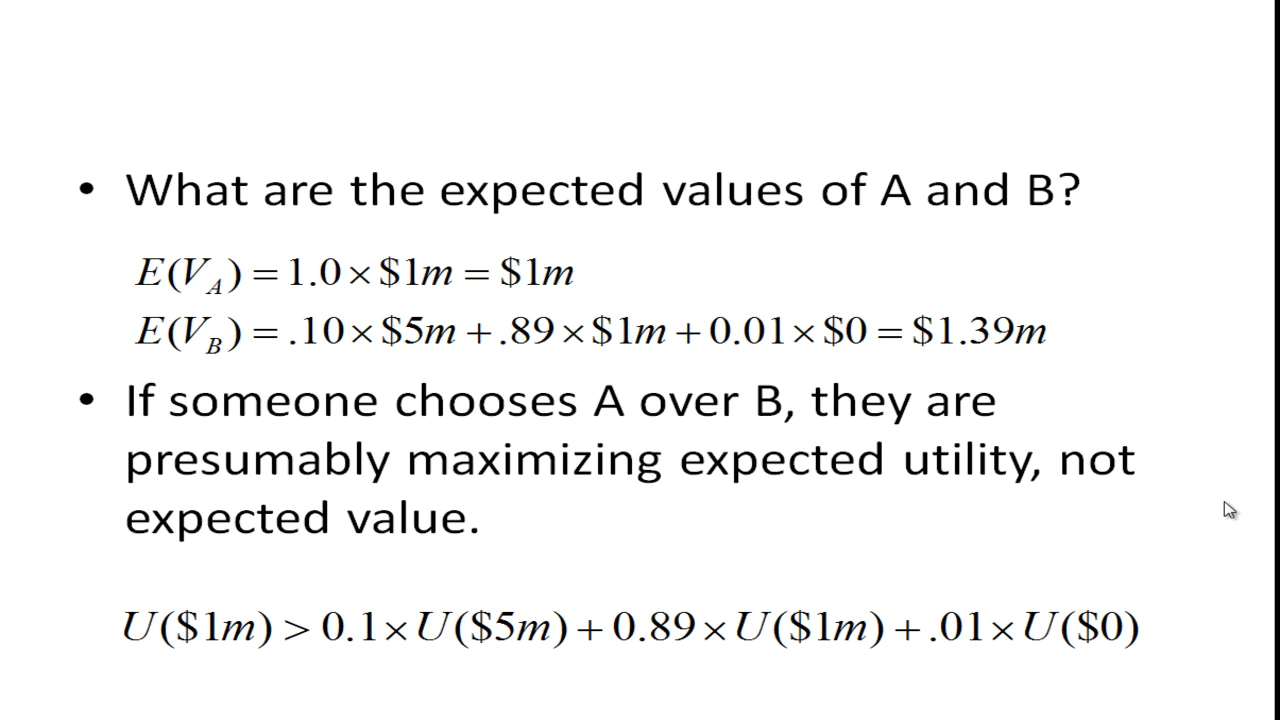 • What are the expected values of A and B?
E(V_A) = 1.0 × $1m = $1m
E(V_B) = .10 × $5m + .89 × $1m + 0.01 × $0 = $1.39m
• If someone chooses A over B, they are
presumably maximizing expected utility, not
expected value.
U($1m) > 0.1 × U($5m) + 0.89 × U($1m) + .01 × U($0)